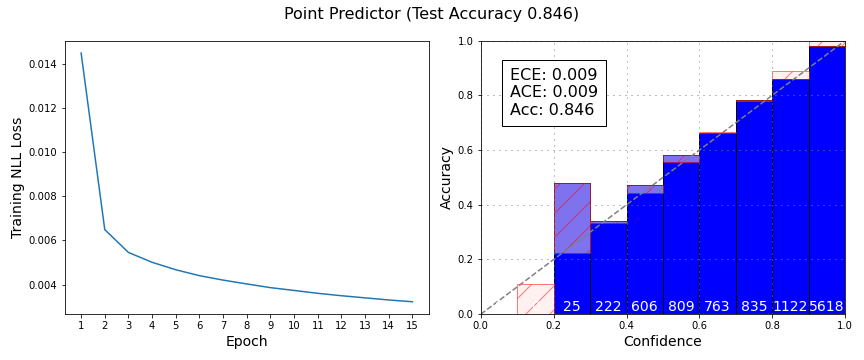 Point Predictor (Test Accuracy 0.846)
Training NLL Loss
0.014
0.012
0.010
0.008
0.006
0.004
1 2 3 4 5 6 7 8 9 10 11 12 13 14 15
Epoch
Accuracy
1.0
0.8
0.6
0.4
0.2
0.0
ECE: 0.009
ACE: 0.009
Acc: 0.846
25 222 606 809 763 835 1122 5618
0.0 0.2 0.4 0.6 0.8 1.0
Confidence